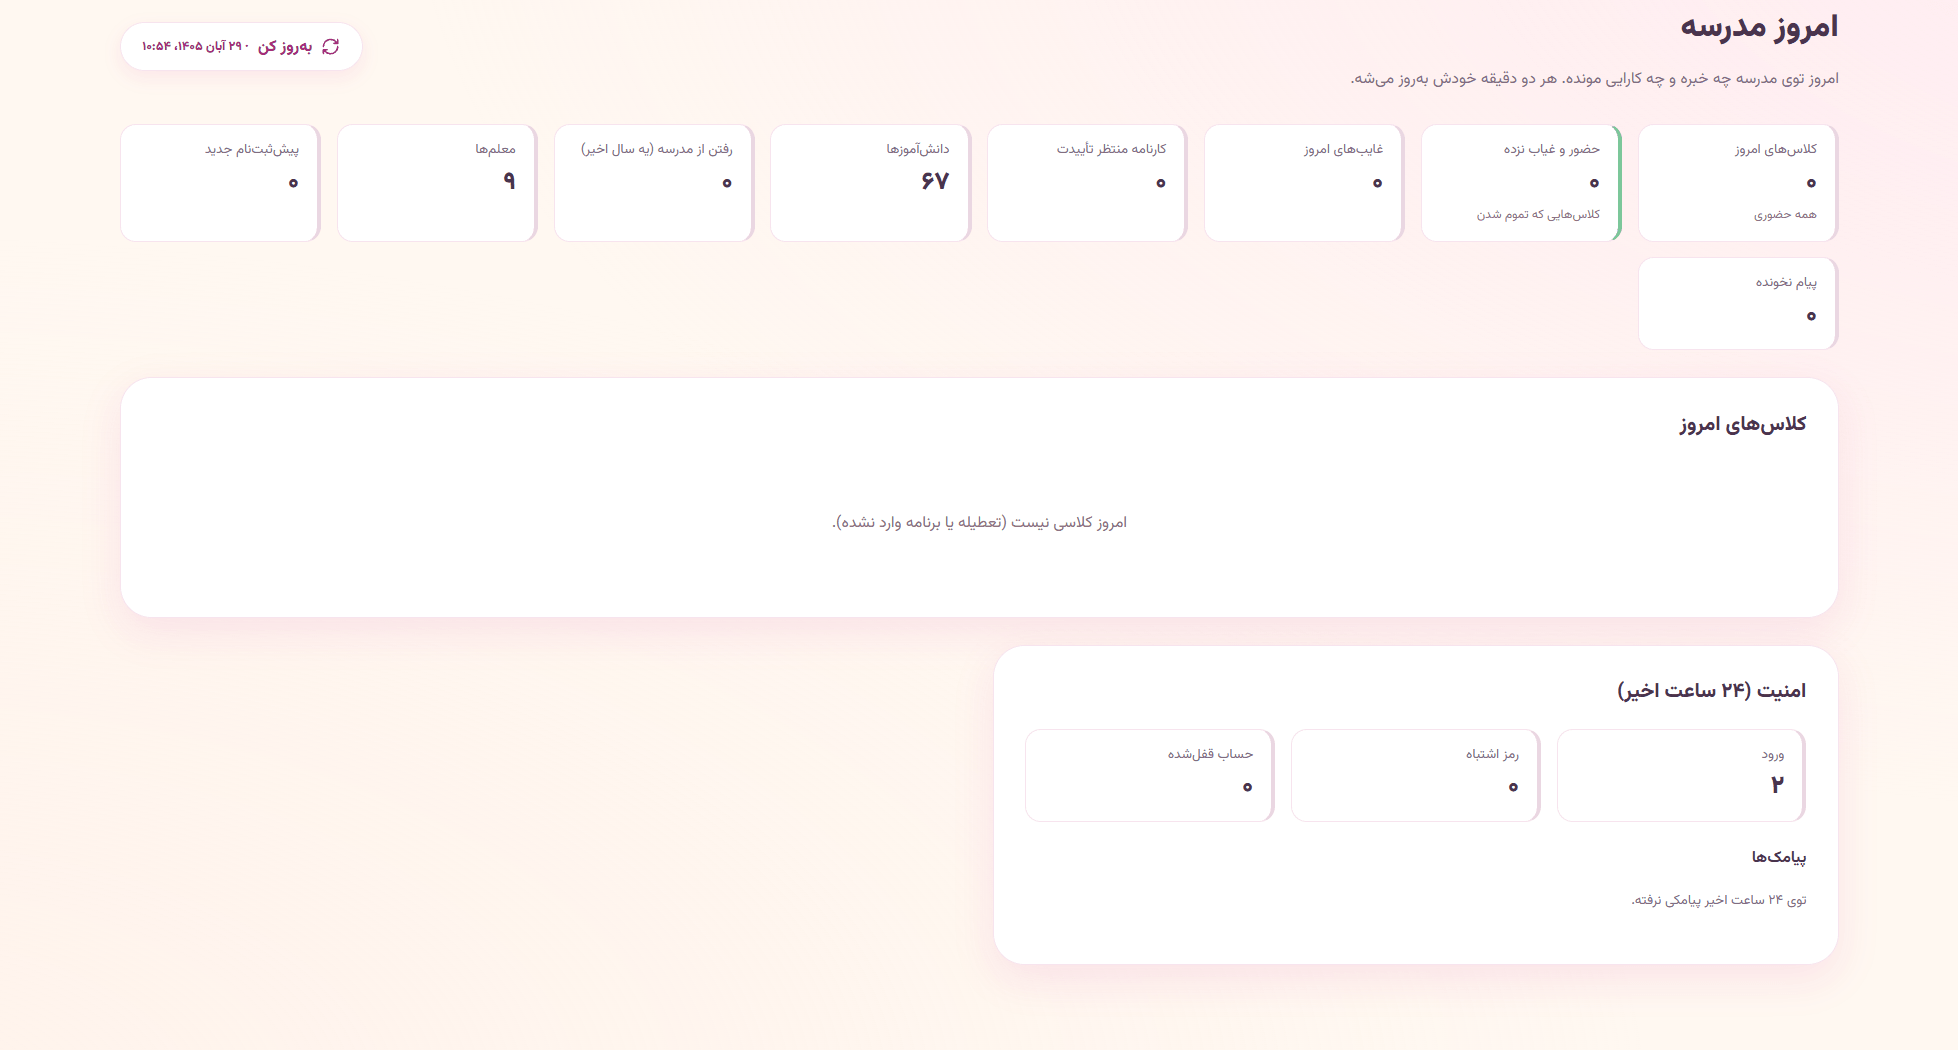 امروز مدرسه
امروز توی مدرسه چه خبره و چه کارایی مونده. هر دو دقیقه خودش به‌روز می‌شه.
به‌روز کن · ۲۹ آبان ۱۴۰۵، ۱۰:۵۴
کلاس‌های امروز
۰
همه حضوری
حضور و غیاب نزده
۰
کلاس‌هایی که تموم شدن
غایب‌های امروز
۰
کارنامه منتظر تأییدت
۰
دانش‌آموزها
۶۷
رفتن از مدرسه (یه سال اخیر)
۰
معلم‌ها
۹
پیش‌ثبت‌نام جدید
۰
پیام نخونده
۰
کلاس‌های امروز
امروز کلاسی نیست (تعطیله یا برنامه وارد نشده).
امنیت (۲۴ ساعت اخیر)
ورود
۲
رمز اشتباه
۰
حساب قفل‌شده
۰
پیامک‌ها
توی ۲۴ ساعت اخیر پیامکی نرفته.